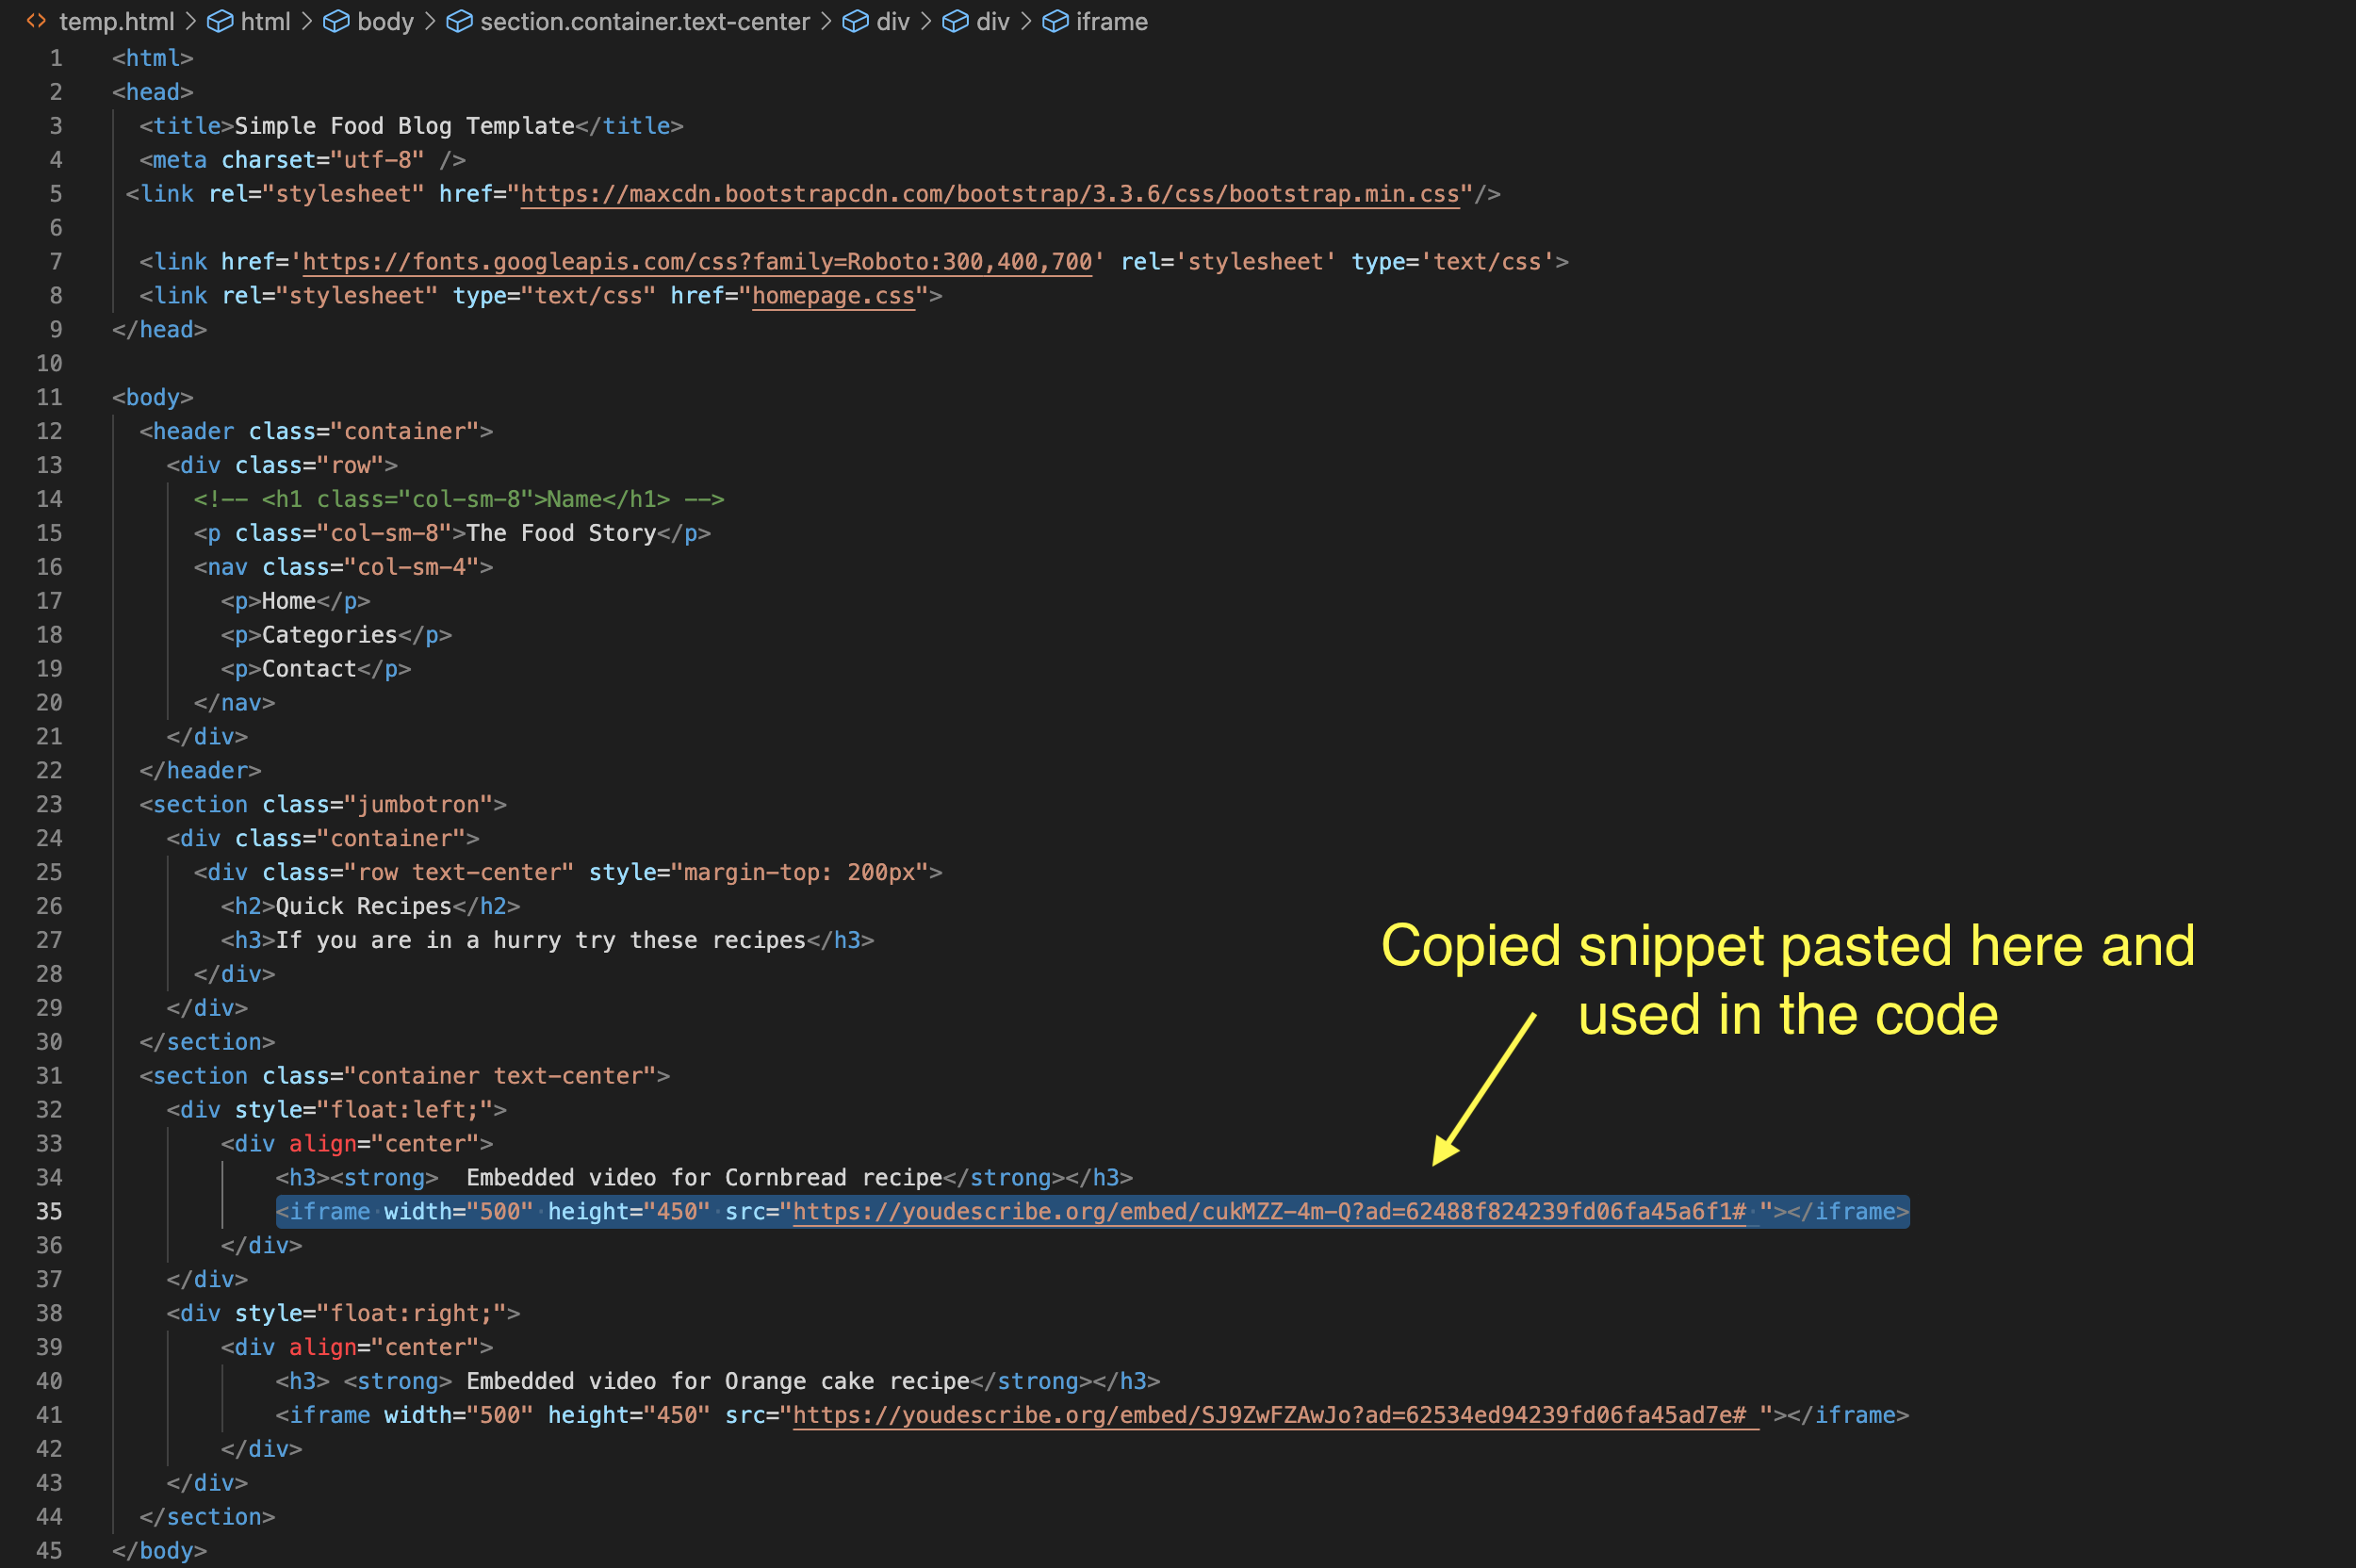 temp.html > html > body > section.container.text-center > div > div > iframe
1 <html>
2 <head>
3   <title>Simple Food Blog Template</title>
4   <meta charset="utf-8" />
5  <link rel="stylesheet" href="https://maxcdn.bootstrapcdn.com/bootstrap/3.3.6/css/bootstrap.min.css"/>
6
7   <link href='https://fonts.googleapis.com/css?family=Roboto:300,400,700' rel='stylesheet' type='text/css'>
8   <link rel="stylesheet" type="text/css" href="homepage.css">
9 </head>
10
11 <body>
12   <header class="container">
13     <div class="row">
14       <!-- <h1 class="col-sm-8">Name</h1> -->
15       <p class="col-sm-8">The Food Story</p>
16       <nav class="col-sm-4">
17         <p>Home</p>
18         <p>Categories</p>
19         <p>Contact</p>
20       </nav>
21     </div>
22   </header>
23   <section class="jumbotron">
24     <div class="container">
25       <div class="row text-center" style="margin-top: 200px">
26         <h2>Quick Recipes</h2>
27         <h3>If you are in a hurry try these recipes</h3>
28       </div>
29     </div>
30   </section>
31   <section class="container text-center">
32     <div style="float:left;">
33         <div align="center">
34             <h3><strong>  Embedded video for Cornbread recipe</strong></h3>
35             <iframe width="500" height="450" src="https://youdescribe.org/embed/cukMZZ-4m-Q?ad=62488f824239fd06fa45a6f1# "></iframe>
36         </div>
37     </div>
38     <div style="float:right;">
39         <div align="center">
40             <h3> <strong> Embedded video for Orange cake recipe</strong></h3>
41             <iframe width="500" height="450" src="https://youdescribe.org/embed/SJ9ZwFZAwJo?ad=62534ed94239fd06fa45ad7e# "></iframe>
42         </div>
43     </div>
44   </section>
45 </body>
Copied snippet pasted here and
used in the code